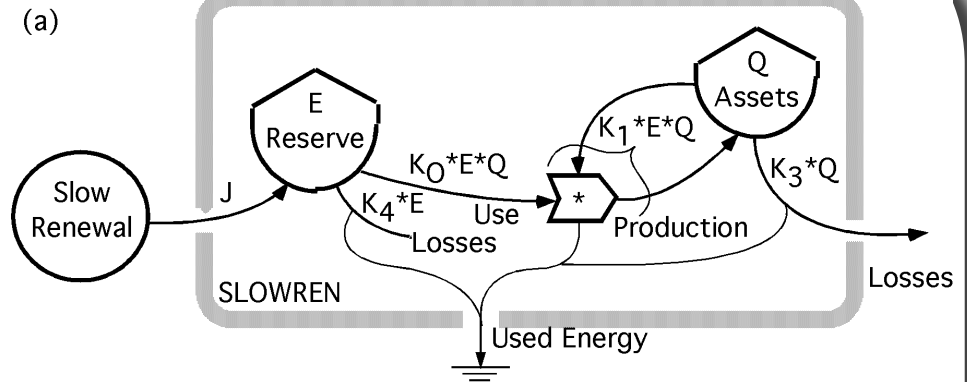 (a)
Q
Assets
E
Reserve
K1*E*Q
K0*E*Q
K3*Q
Slow
Renewal
J
K4*E
Use
*
Production
Losses
Losses
SLOWREN
Used Energy